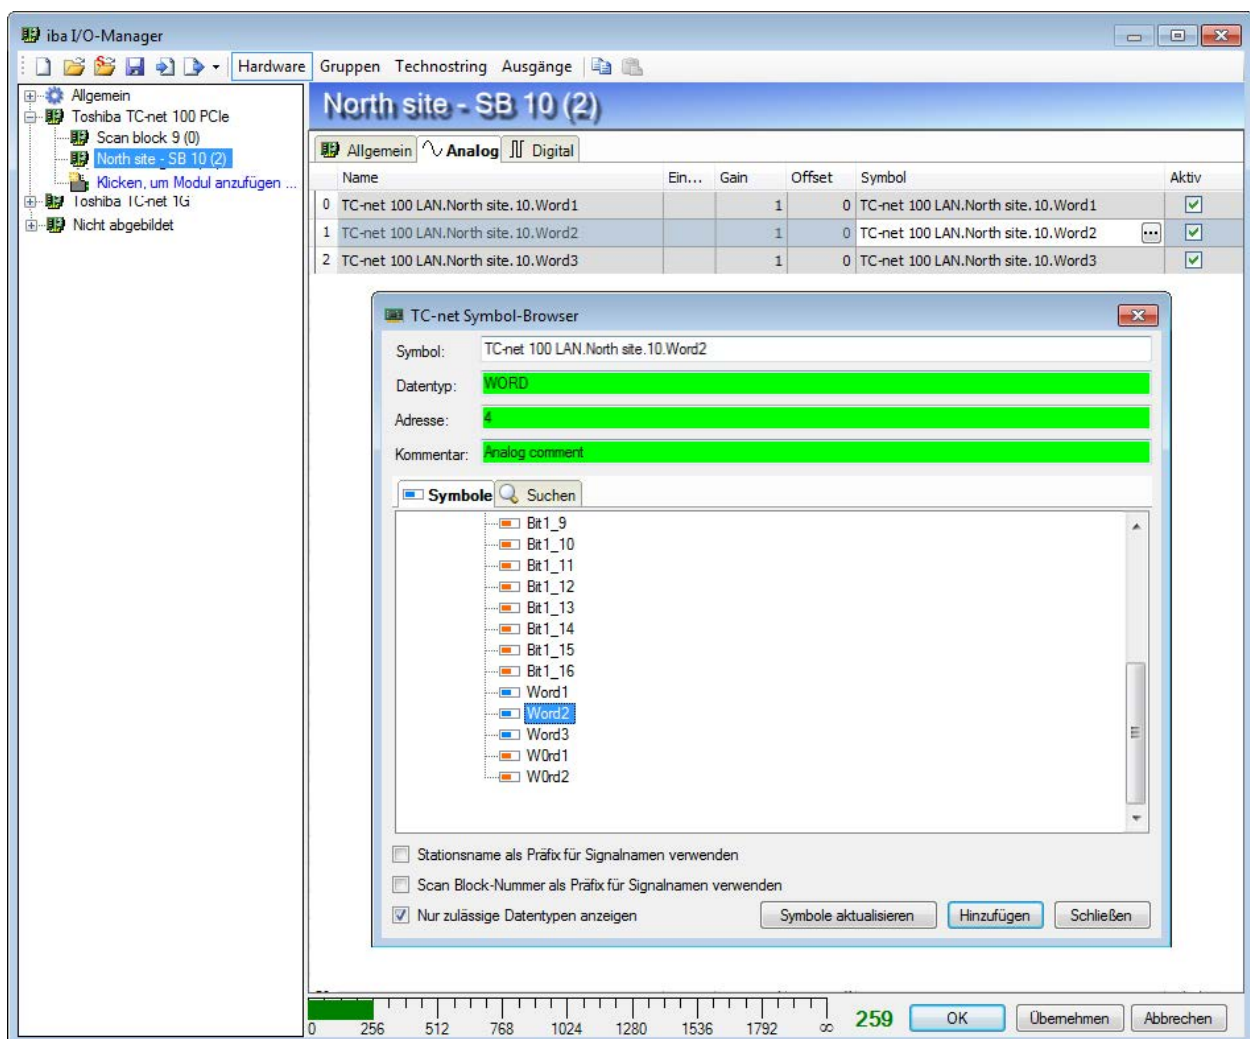 iba I/O-Manager
Hardware Gruppen Technostring Ausgänge
Allgemein
Toshiba TC-net 100 PCIe
Scan block 9 (0)
North site - SB 10 (2)
Klicken, um Modul anzufügen ...
Toshiba TC-net 1G
Nicht abgebildet
North site - SB 10 (2)
Allgemein Analog Digital
Name Ein... Gain Offset Symbol Aktiv
0 TC-net 100 LAN.North site.10.Word1 1 0 TC-net 100 LAN.North site.10.Word1
1 TC-net 100 LAN.North site.10.Word2 1 0 TC-net 100 LAN.North site.10.Word2 ...
2 TC-net 100 LAN.North site.10.Word3 1 0 TC-net 100 LAN.North site.10.Word3
TC-net Symbol-Browser
Symbol: TC-net 100 LAN.North site.10.Word2
Datentyp: WORD
Adresse: 4
Kommentar: Analog comment
Symbole Suchen
Bit1_9
Bit1_10
Bit1_11
Bit1_12
Bit1_13
Bit1_14
Bit1_15
Bit1_16
Word1
Word2
Word3
W0rd1
W0rd2
Stationsname als Präfix für Signalnamen verwenden
Scan Block-Nummer als Präfix für Signalnamen verwenden
Nur zulässige Datentypen anzeigen Symbole aktualisieren Hinzufügen Schließen
0 256 512 768 1024 1280 1536 1792 ∞ 259 OK Übernehmen Abbrechen